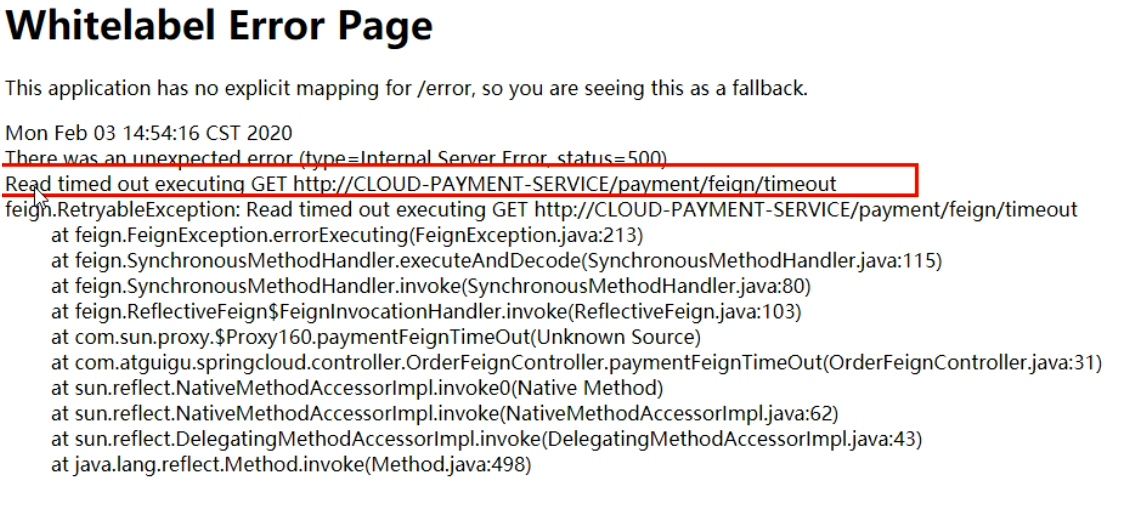 Whitelabel Error Page
This application has no explicit mapping for /error, so you are seeing this as a fallback.
Mon Feb 03 14:54:16 CST 2020
There was an unexpected error (type=Internal Server Error, status=500).
Read timed out executing GET http://CLOUD-PAYMENT-SERVICE/payment/feign/timeout
feign.RetryableException: Read timed out executing GET http://CLOUD-PAYMENT-SERVICE/payment/feign/timeout
at feign.FeignException.errorExecuting(FeignException.java:213)
at feign.SynchronousMethodHandler.executeAndDecode(SynchronousMethodHandler.java:115)
at feign.SynchronousMethodHandler.invoke(SynchronousMethodHandler.java:80)
at feign.ReflectiveFeign$FeignInvocationHandler.invoke(ReflectiveFeign.java:103)
at com.sun.proxy.$Proxy160.paymentFeignTimeOut(Unknown Source)
at com.atguigu.springcloud.controller.OrderFeignController.paymentFeignTimeOut(OrderFeignController.java:31)
at sun.reflect.NativeMethodAccessorImpl.invoke0(Native Method)
at sun.reflect.NativeMethodAccessorImpl.invoke(NativeMethodAccessorImpl.java:62)
at sun.reflect.DelegatingMethodAccessorImpl.invoke(DelegatingMethodAccessorImpl.java:43)
at java.lang.reflect.Method.invoke(Method.java:498)